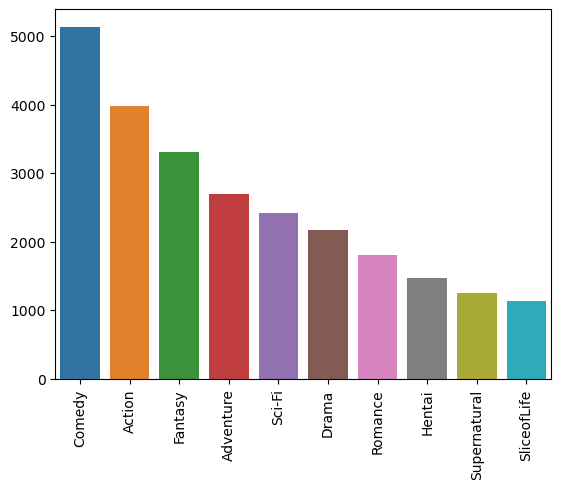 5000
4000
3000
2000
1000
0
Comedy
Action
Fantasy
Adventure
Sci-Fi
Drama
Romance
Hentai
Supernatural
SliceofLife